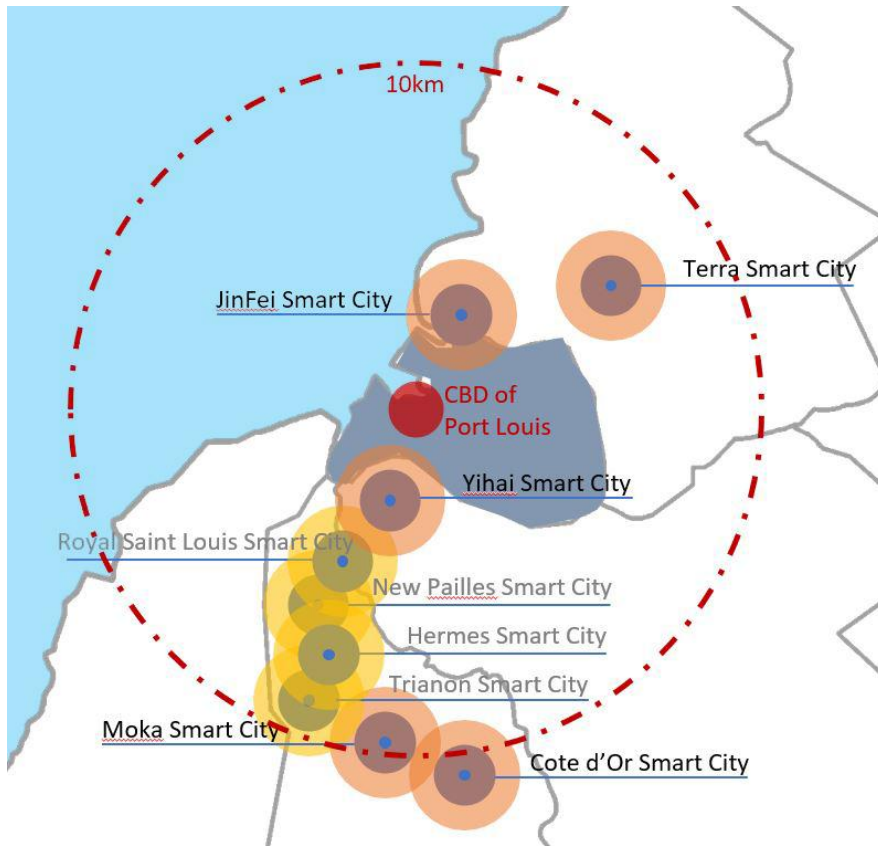 10km
Terra Smart City
JinFei Smart City
CBD of
Port Louis
Yihai Smart City
Royal Saint Louis Smart City
New Pailles Smart City
Hermes Smart City
Trianon Smart City
Moka Smart City
Cote d’Or Smart City